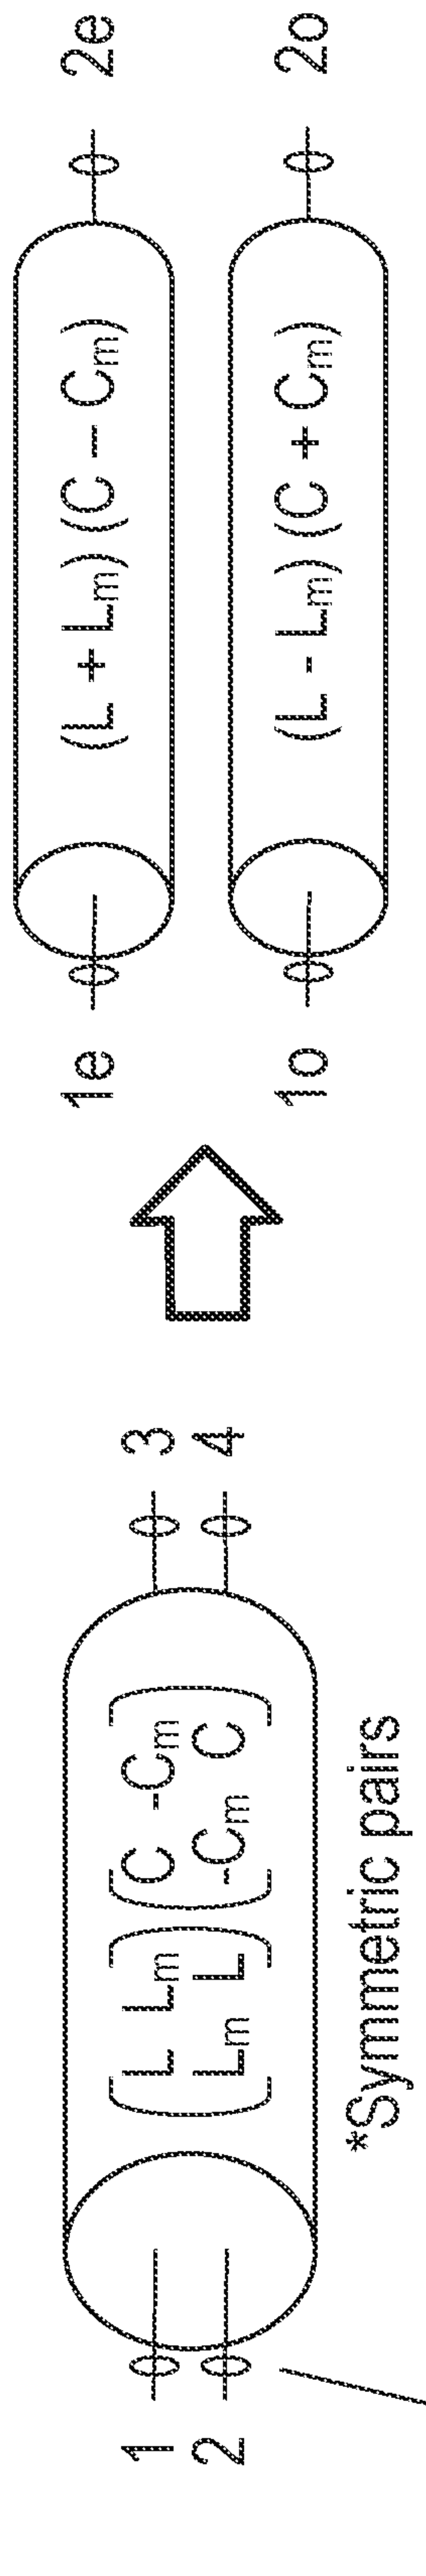 1
2
(L Lm) (C -Cm)
(Lm L) (-Cm C)
3
4
*Symmetric pairs
1e
(L + Lm) (C – Cm)
2e
1o
(L - Lm) (C + Cm)
2o